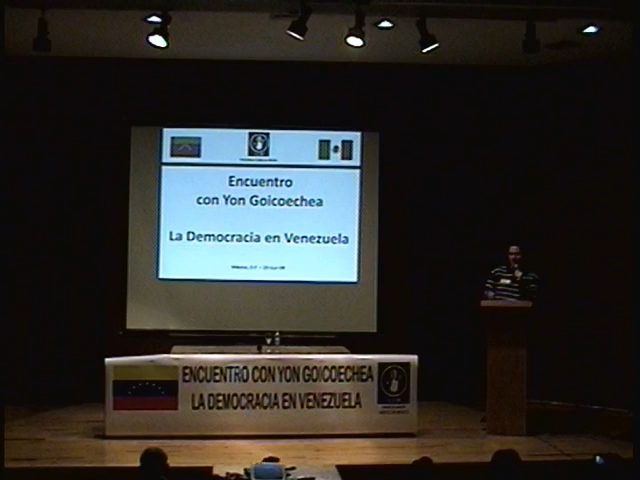 Encuentro
con Yon Goicoechea
La Democracia en Venezuela
ENCUENTRO CON YON GOICOECHEA
LA DEMOCRACIA EN VENEZUELA